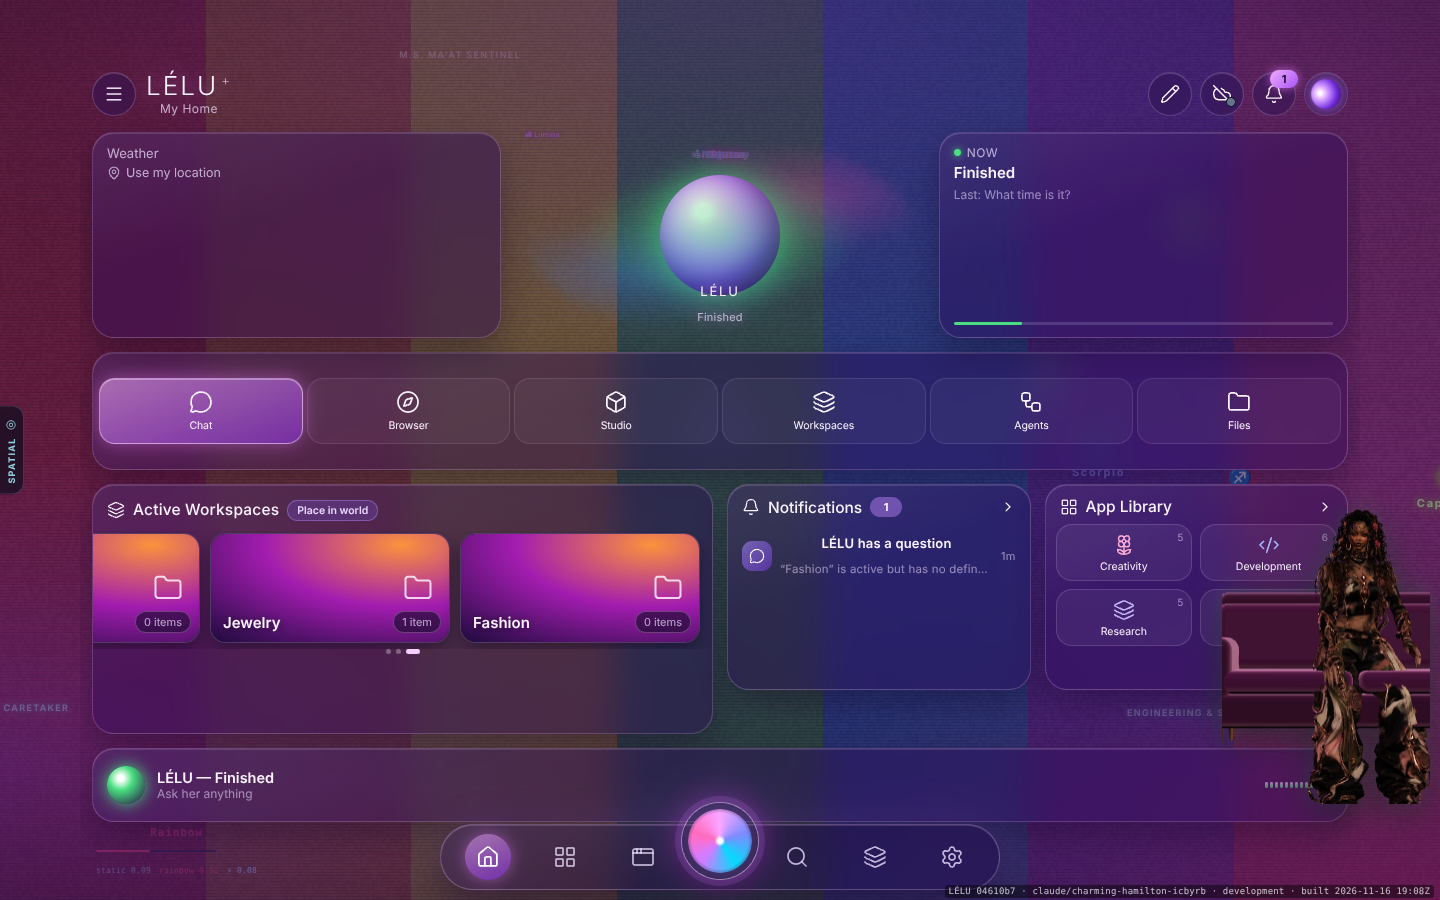 M.S. MA'AT SENTINEL
LÉLU +
My Home
1
Lumina
Weather
Use my location
NOW
Finished
Last: What time is it?
LÉLU
Finished
Chat
Browser
Studio
Workspaces
Agents
Files
SPATIAL
Scorpio
Active Workspaces
Place in world
0 items
Jewelry
1 item
Fashion
0 items
Notifications
1
LÉLU has a question
1m
“Fashion” is active but has no defin...
App Library
5
Creativity
6
Development
5
Research
CARETAKER
ENGINEERING &
LÉLU — Finished
Ask her anything
Rainbow
static 0.09
LÉLU 04610b7 · claude/charming-hamilton-icbyrb · development · built 2026-11-16 19:08Z